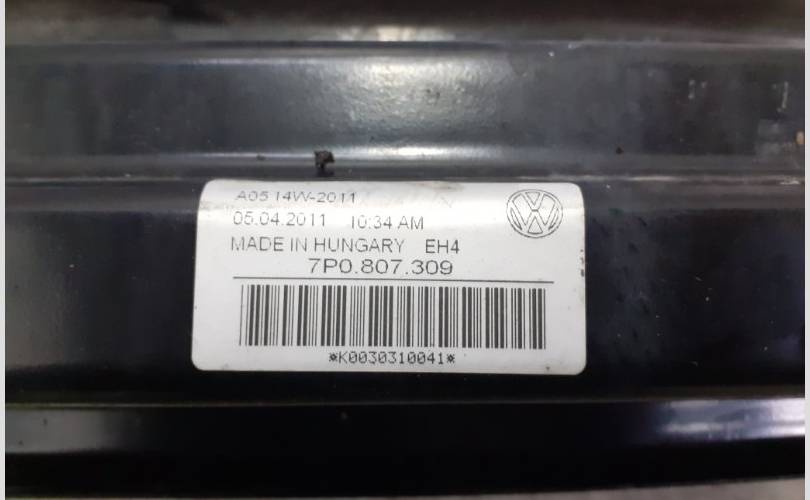 A05 14W-2011
05.04.2011 10:34 AM
MADE IN HUNGARY EH4
7P0.807.309
*K0030310041*